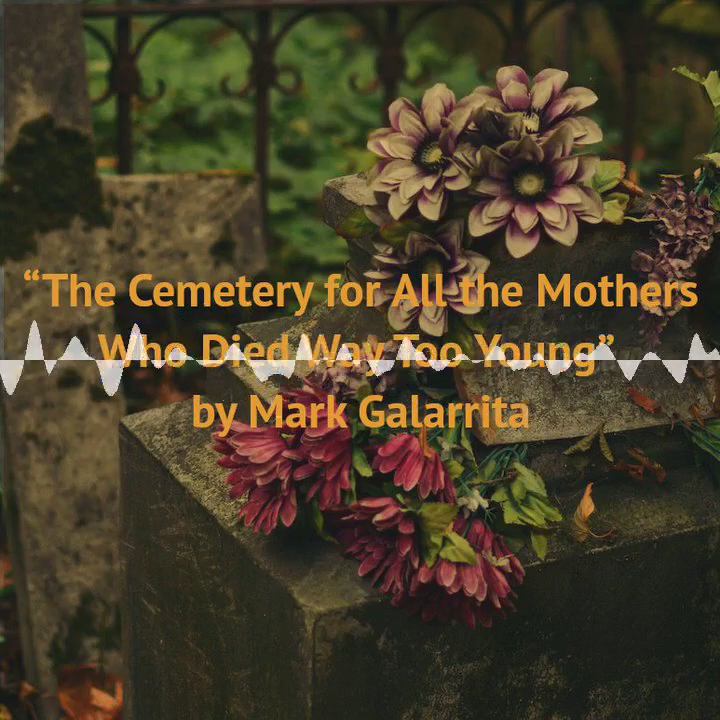 “The Cemetery for All the Mothers
Who Died Way Too Young”
by Mark Galarrita